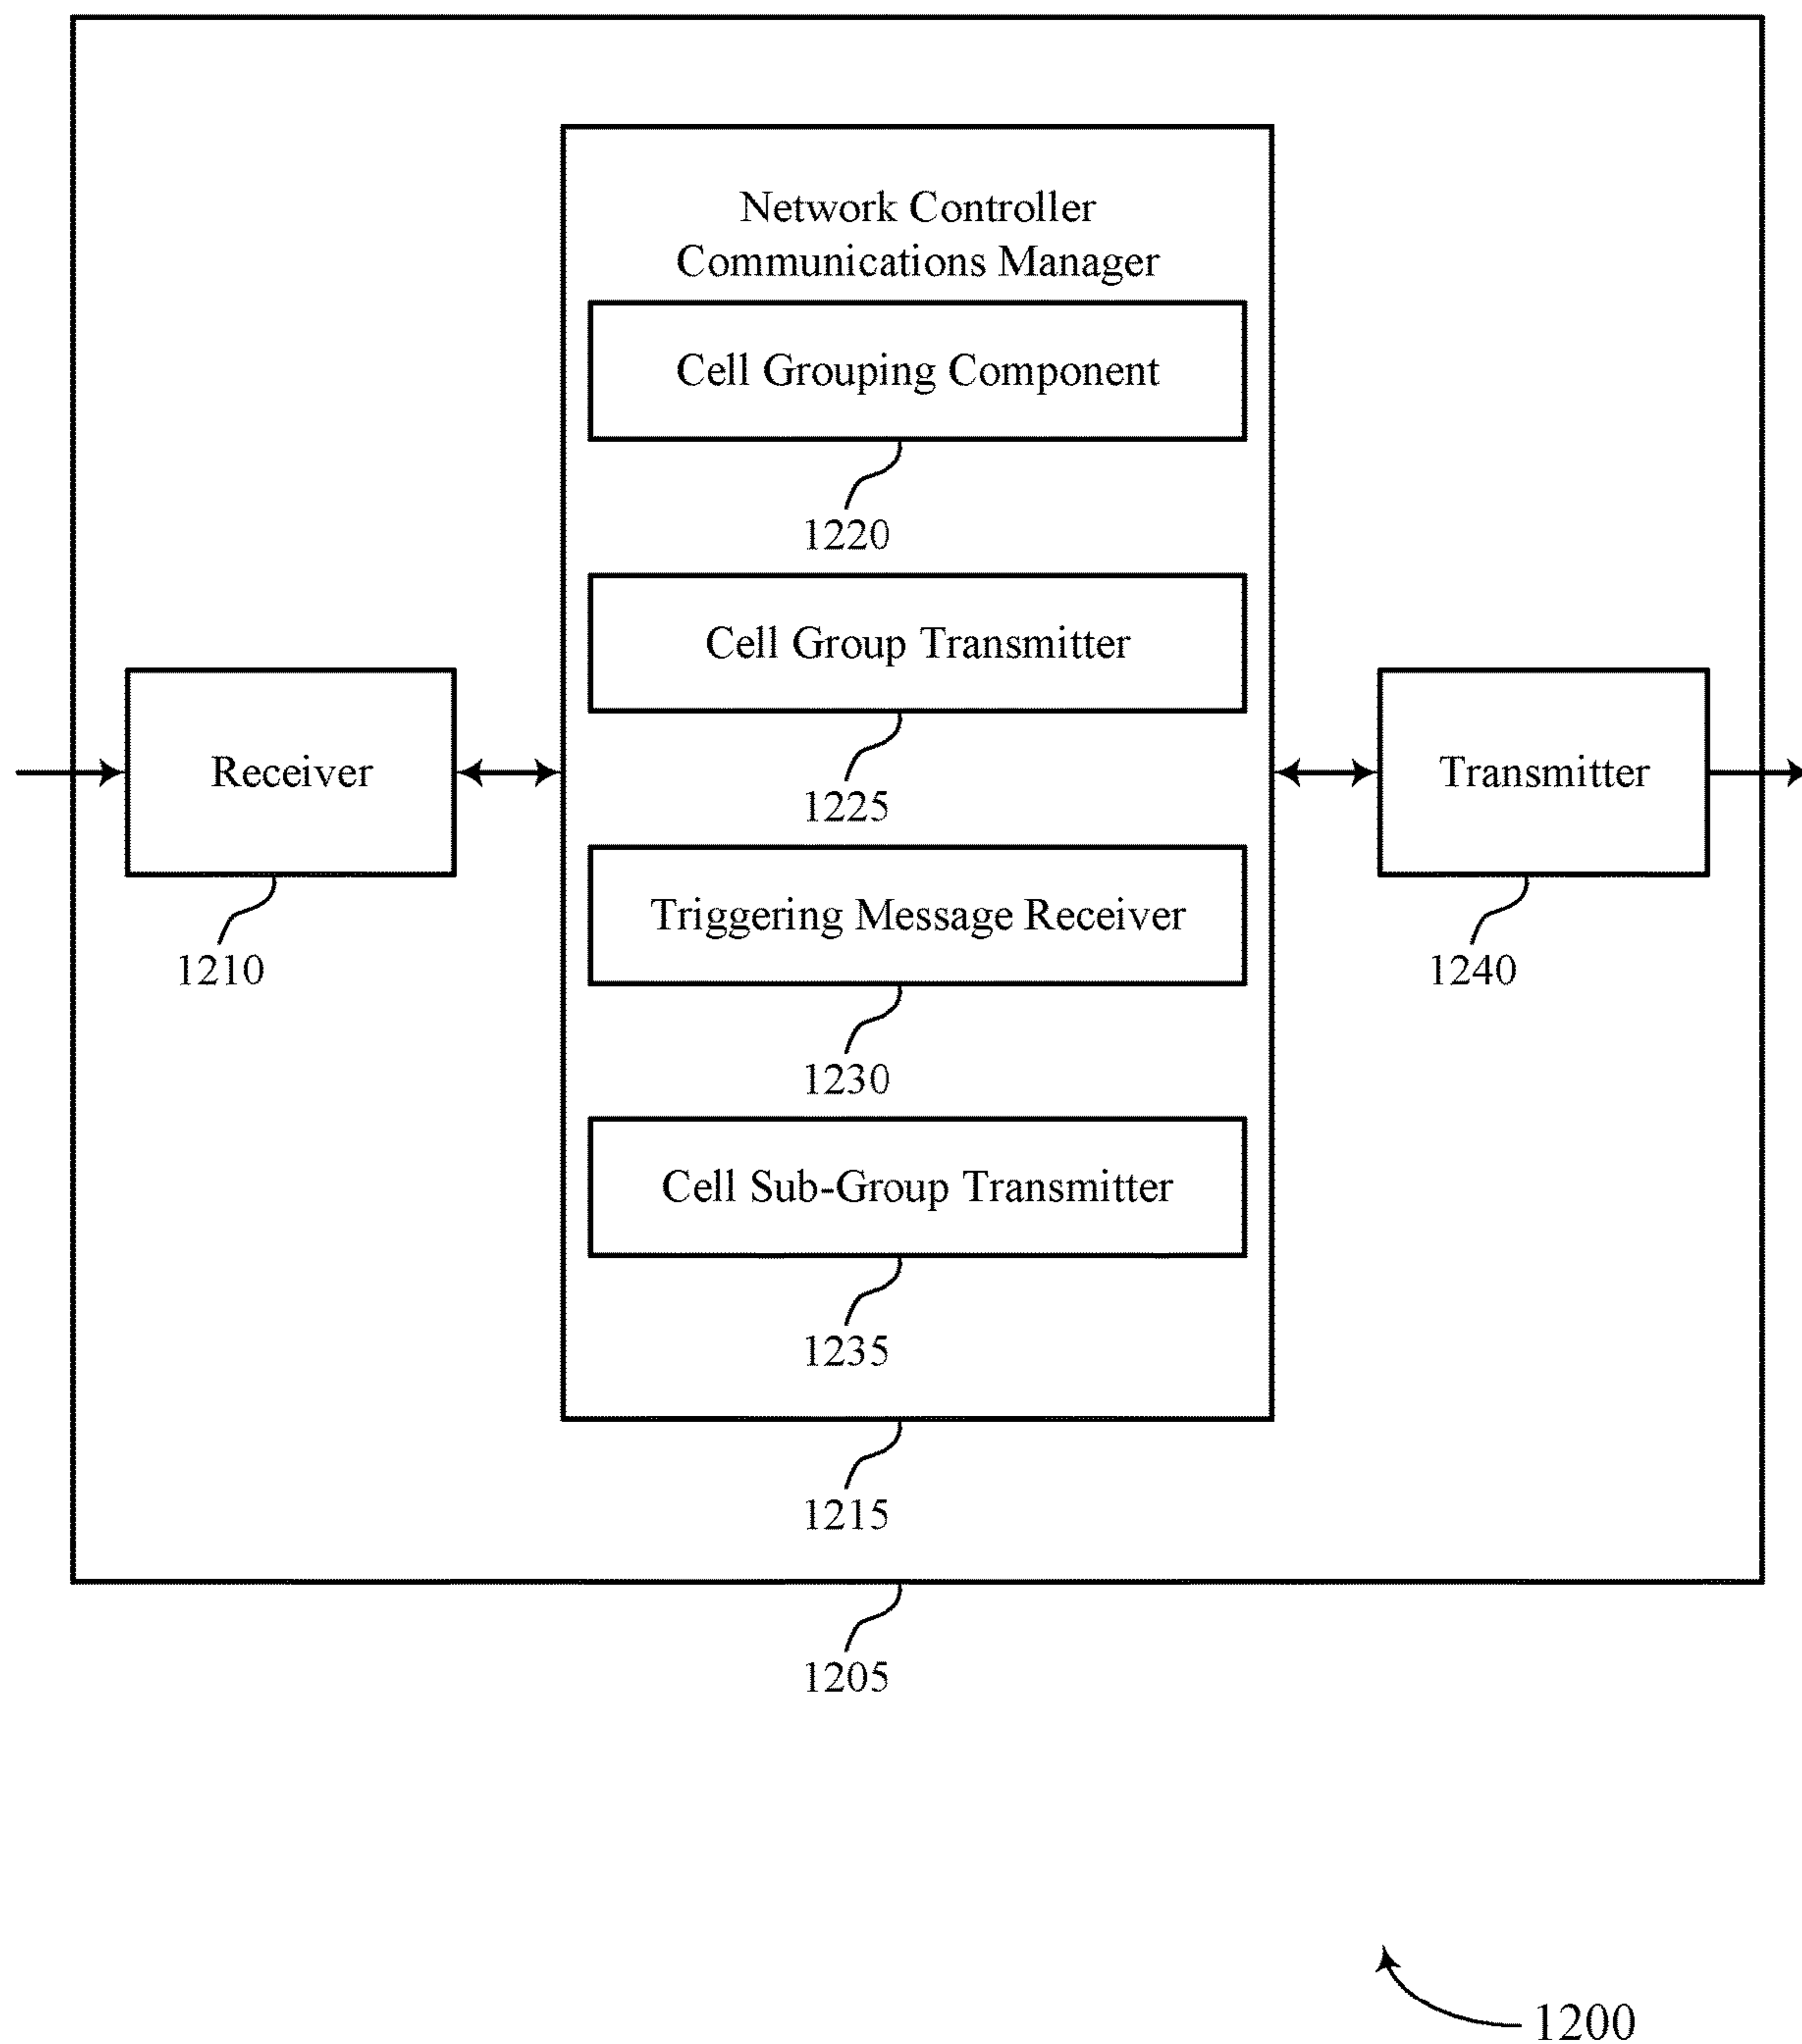 Network Controller
Communications Manager
Cell Grouping Component
1220
Cell Group Transmitter
1225
Receiver
1210
Triggering Message Receiver
1230
Transmitter
1240
Cell Sub-Group Transmitter
1235
1215
1205
1200